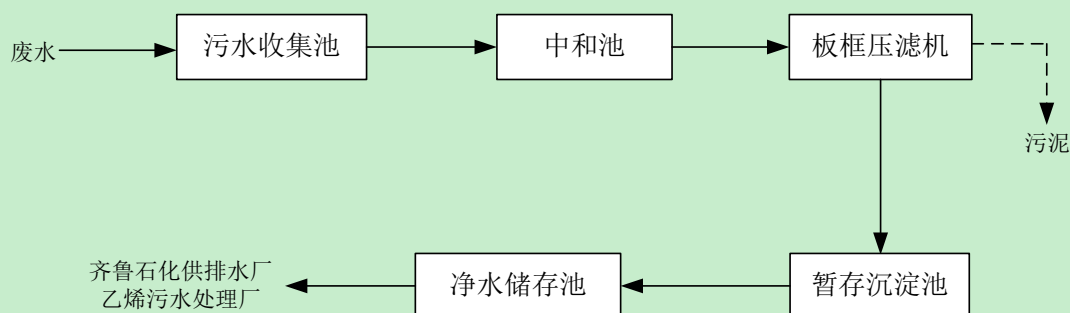 废水
污水收集池
中和池
板框压滤机
污泥
齐鲁石化供排水厂
乙烯污水处理厂
净水储存池
暂存沉淀池